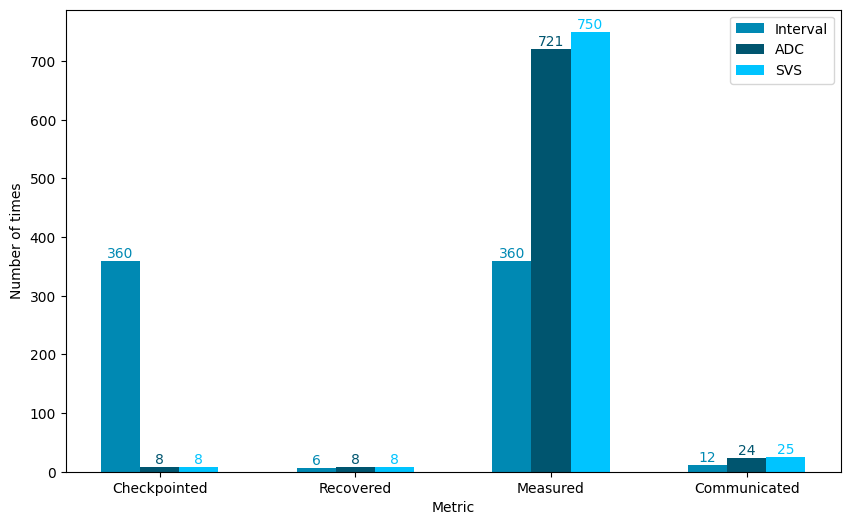 Interval
ADC
SVS
Number of times
700
600
500
400
300
200
100
0
360
8
8
6
8
8
360
721
750
12
24
25
Checkpointed
Recovered
Measured
Communicated
Metric